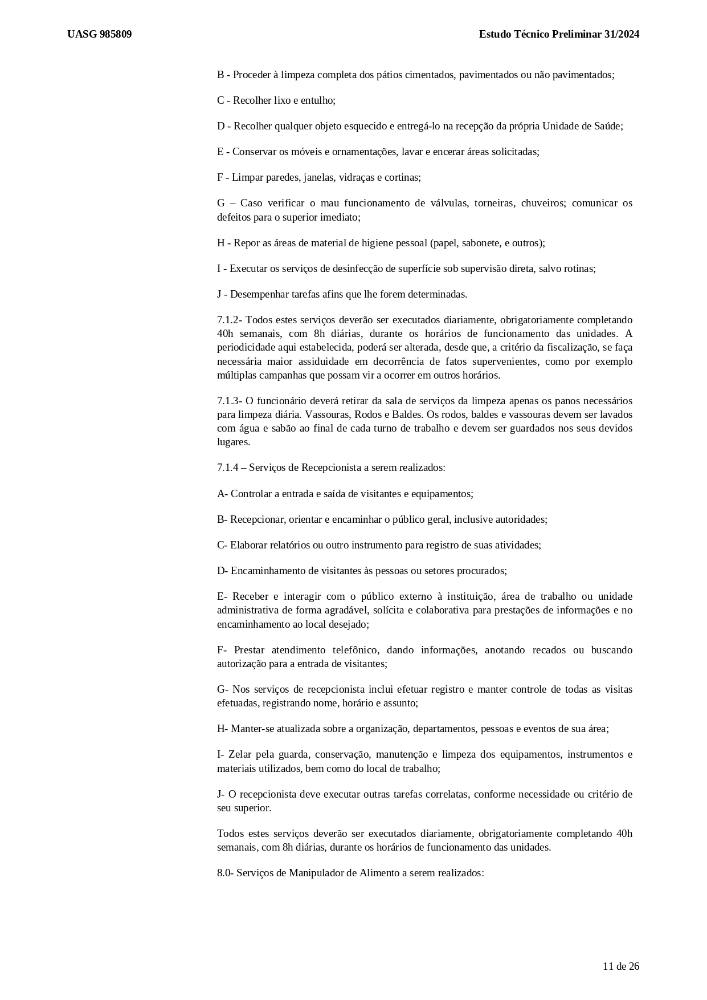 UASG 985809
Estudo Técnico Preliminar 31/2024
B - Proceder à limpeza completa dos pátios cimentados, pavimentados ou não pavimentados;
C - Recolher lixo e entulho;
D - Recolher qualquer objeto esquecido e entregá-lo na recepção da própria Unidade de Saúde;
E - Conservar os móveis e ornamentações, lavar e encerar áreas solicitadas;
F - Limpar paredes, janelas, vidraças e cortinas;
G – Caso verificar o mau funcionamento de válvulas, torneiras, chuveiros; comunicar os
defeitos para o superior imediato;
H - Repor as áreas de material de higiene pessoal (papel, sabonete, e outros);
I - Executar os serviços de desinfecção de superfície sob supervisão direta, salvo rotinas;
J - Desempenhar tarefas afins que lhe forem determinadas.
7.1.2- Todos estes serviços deverão ser executados diariamente, obrigatoriamente completando
40h semanais, com 8h diárias, durante os horários de funcionamento das unidades. A
periodicidade aqui estabelecida, poderá ser alterada, desde que, a critério da fiscalização, se faça
necessária maior assiduidade em decorrência de fatos supervenientes, como por exemplo
múltiplas campanhas que possam vir a ocorrer em outros horários.
7.1.3- O funcionário deverá retirar da sala de serviços da limpeza apenas os panos necessários
para limpeza diária. Vassouras, Rodos e Baldes. Os rodos, baldes e vassouras devem ser lavados
com água e sabão ao final de cada turno de trabalho e devem ser guardados nos seus devidos
lugares.
7.1.4 – Serviços de Recepcionista a serem realizados:
A- Controlar a entrada e saída de visitantes e equipamentos;
B- Recepcionar, orientar e encaminhar o público geral, inclusive autoridades;
C- Elaborar relatórios ou outro instrumento para registro de suas atividades;
D- Encaminhamento de visitantes às pessoas ou setores procurados;
E- Receber e interagir com o público externo à instituição, área de trabalho ou unidade
administrativa de forma agradável, solícita e colaborativa para prestações de informações e no
encaminhamento ao local desejado;
F- Prestar atendimento telefônico, dando informações, anotando recados ou buscando
autorização para a entrada de visitantes;
G- Nos serviços de recepcionista inclui efetuar registro e manter controle de todas as visitas
efetuadas, registrando nome, horário e assunto;
H- Manter-se atualizada sobre a organização, departamentos, pessoas e eventos de sua área;
I- Zelar pela guarda, conservação, manutenção e limpeza dos equipamentos, instrumentos e
materiais utilizados, bem como do local de trabalho;
J- O recepcionista deve executar outras tarefas correlatas, conforme necessidade ou critério de
seu superior.
Todos estes serviços deverão ser executados diariamente, obrigatoriamente completando 40h
semanais, com 8h diárias, durante os horários de funcionamento das unidades.
8.0- Serviços de Manipulador de Alimento a serem realizados:
11 de 26